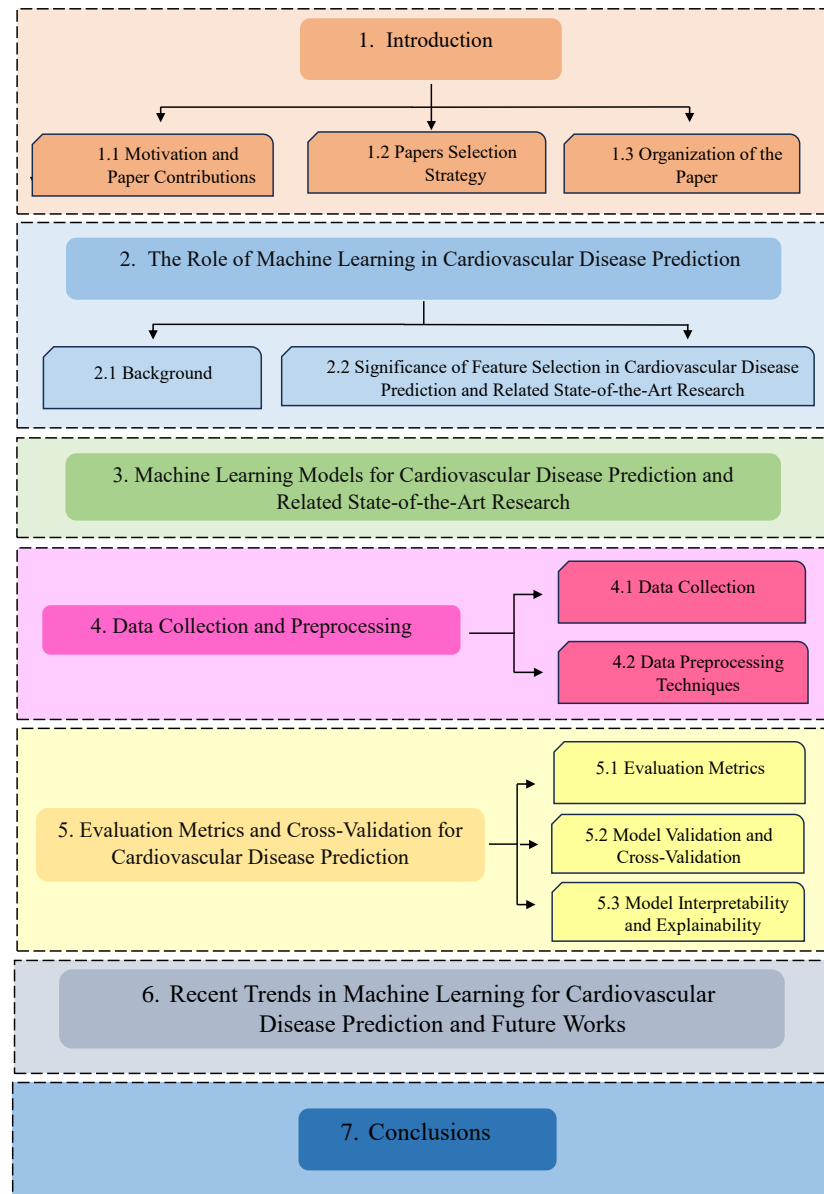 1. Introduction
1.1 Motivation and
Paper Contributions
1.2 Papers Selection
Strategy
1.3 Organization of the
Paper
2. The Role of Machine Learning in Cardiovascular Disease Prediction
2.1 Background
2.2 Significance of Feature Selection in Cardiovascular Disease
Prediction and Related State-of-the-Art Research
3. Machine Learning Models for Cardiovascular Disease Prediction and
Related State-of-the-Art Research
4. Data Collection and Preprocessing
4.1 Data Collection
4.2 Data Preprocessing
Techniques
5. Evaluation Metrics and Cross-Validation for
Cardiovascular Disease Prediction
5.1 Evaluation Metrics
5.2 Model Validation and
Cross-Validation
5.3 Model Interpretability
and Explainability
6. Recent Trends in Machine Learning for Cardiovascular
Disease Prediction and Future Works
7. Conclusions